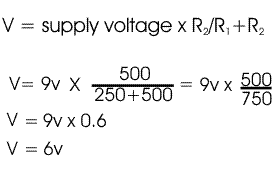 V = supply voltage x R₂/R₁+R₂
V= 9v X 500/250+500 = 9v x 500/750
V = 9v x 0.6
V = 6v